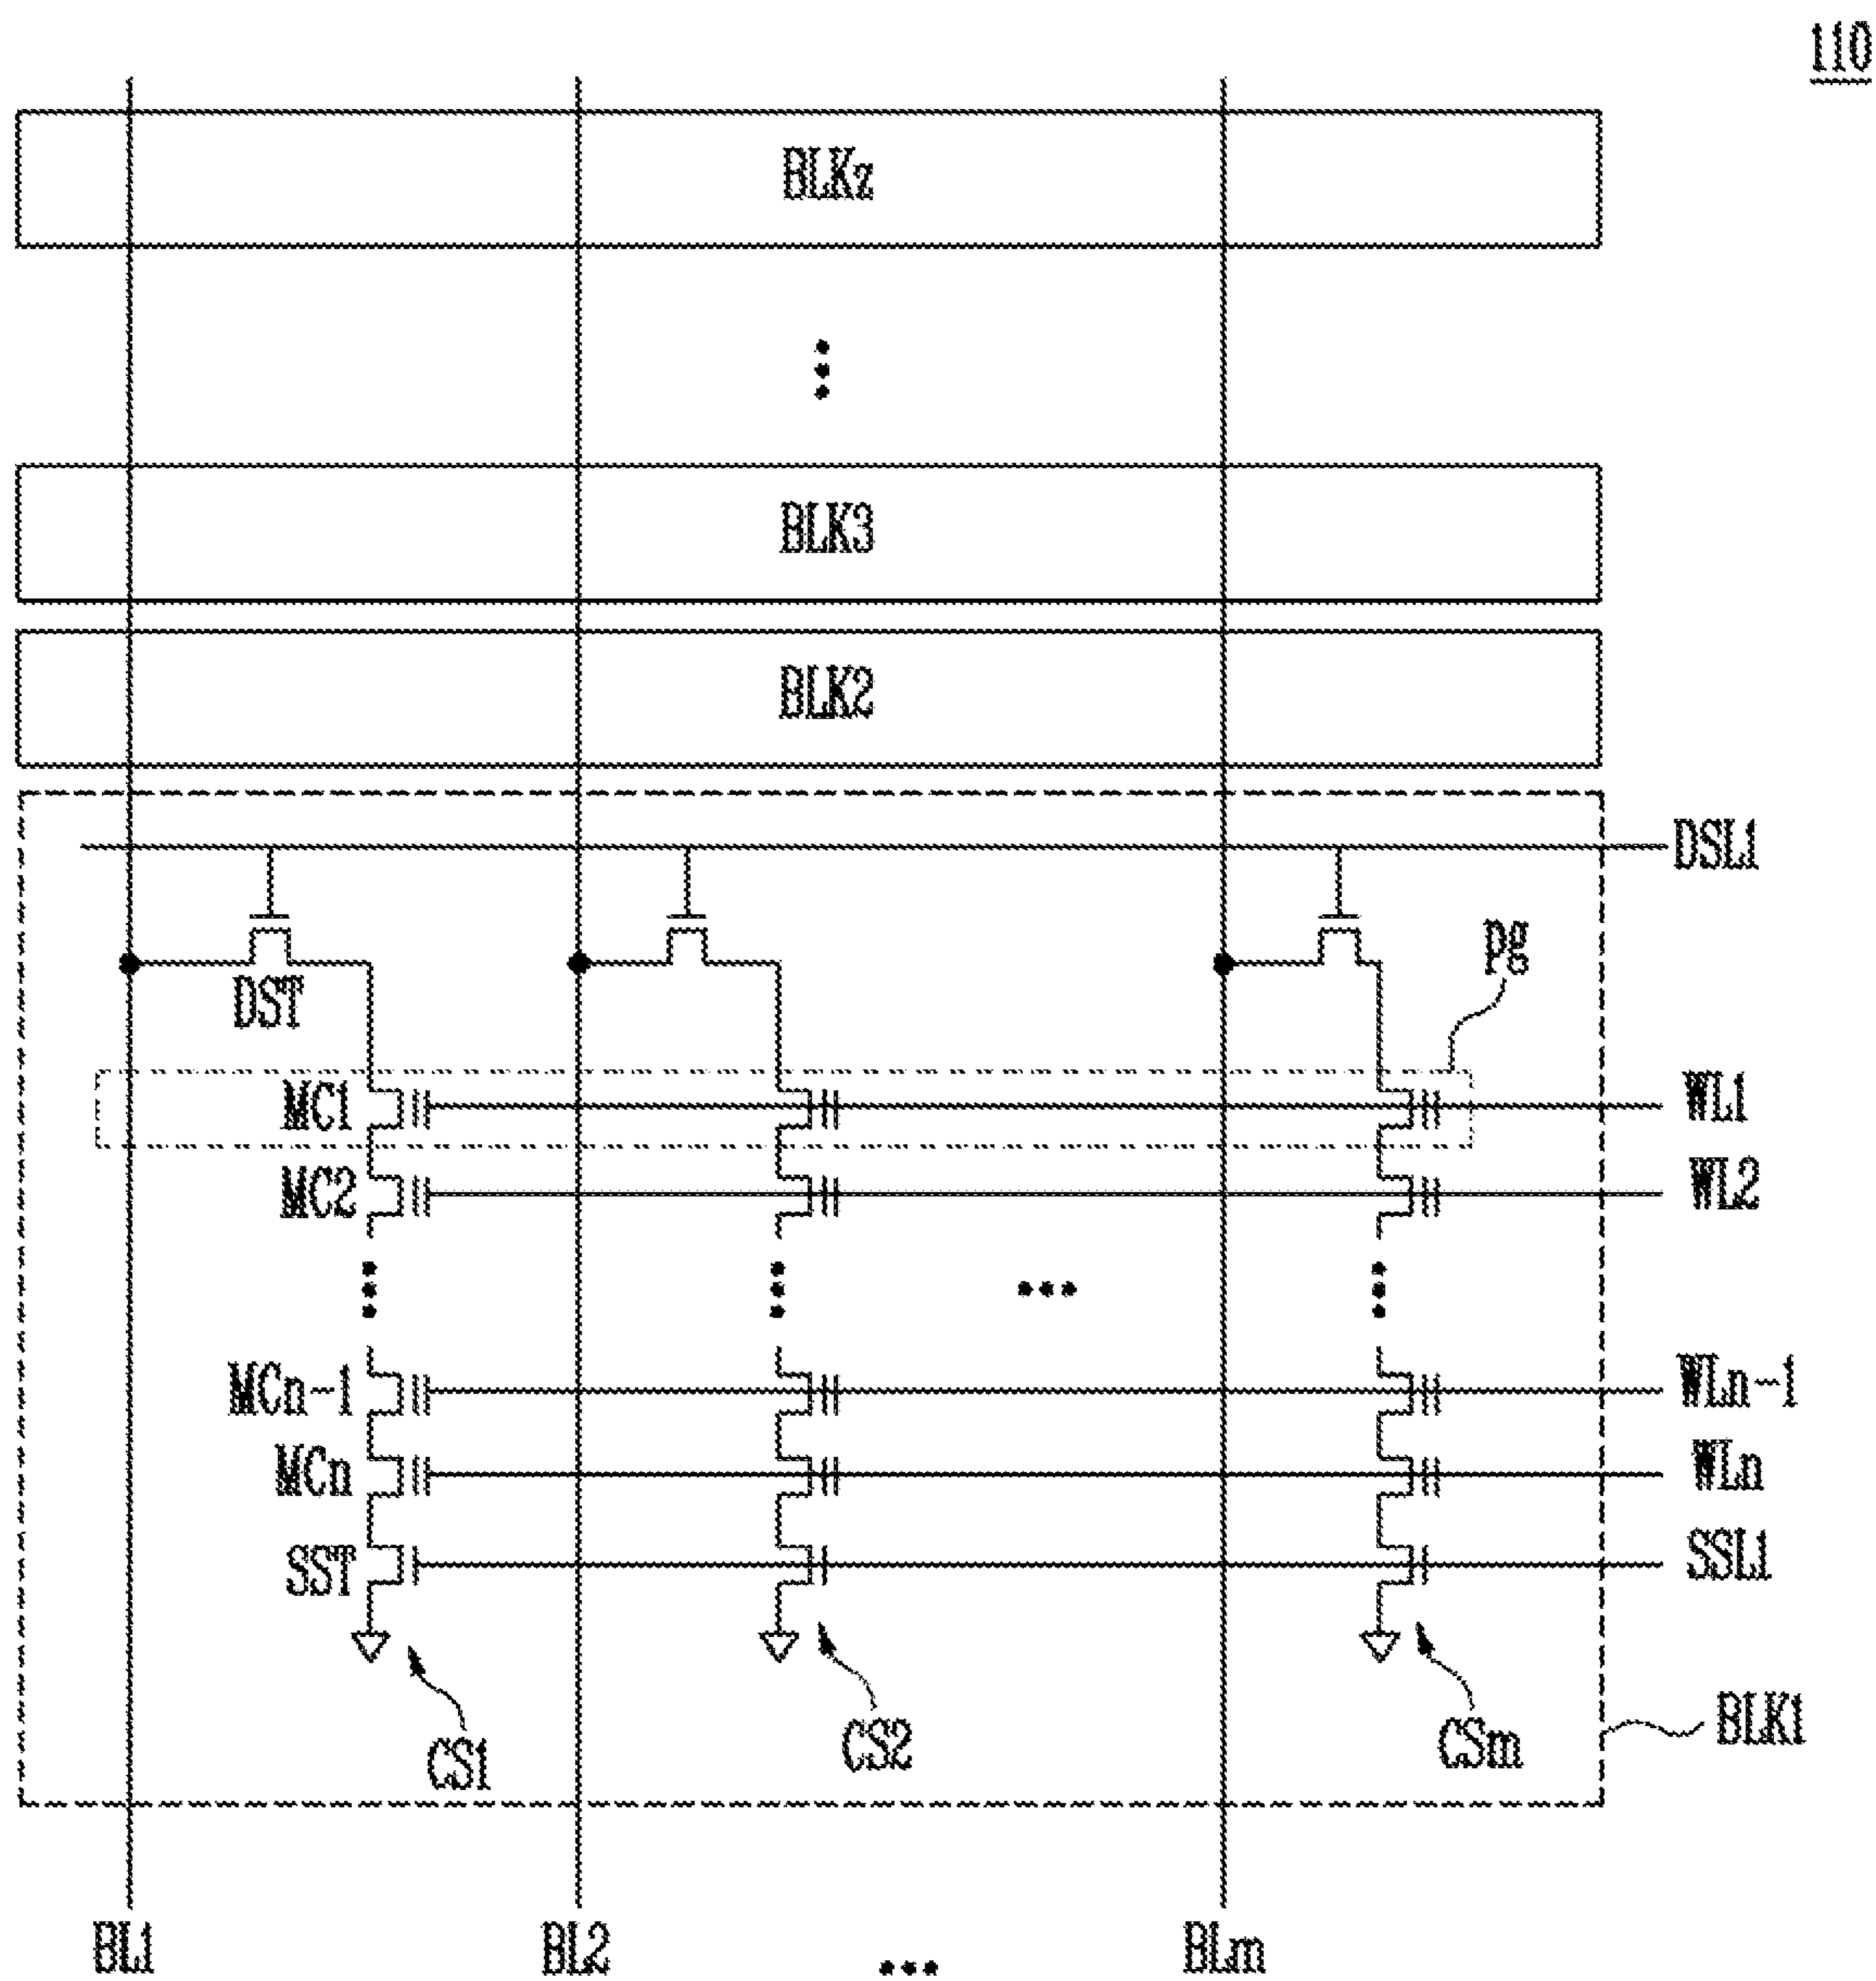 110
BLKz
BLK3
BLK2
DSL1
pg
DST
MC1
WL1
MC2
WL2
MCn-1
WLn-1
MCn
WLn
SST
SSL1
CS1
CS2
CSm
BLK1
BL1
BL2
...
BLm